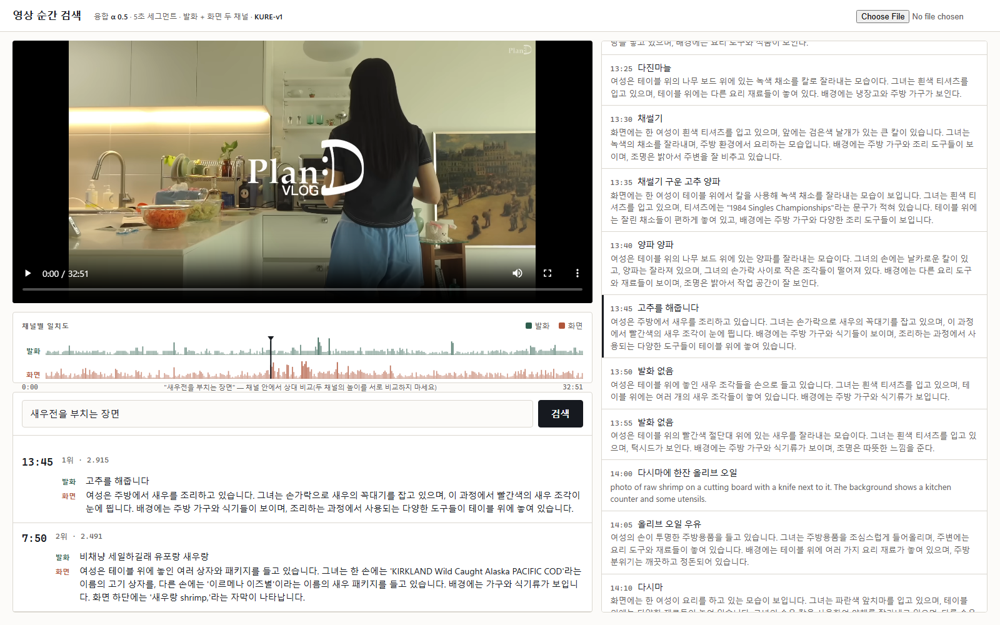 영상 순간 검색
융합 α 0.5 · 5초 세그먼트 · 발화 + 화면 두 채널 · KURE-v1
Choose File No file chosen
Plan:D
Plan:D
VLOG
0:00 / 32:51
채널별 일치도
발화
화면
발화
화면
0:00
"새우전을 부치는 장면" — 채널 안에서 상대 비교(두 채널의 높이를 서로 비교하지 마세요)
32:51
새우전을 부치는 장면
검색
13:45 1위 · 2.915
발화 고추를 해줍니다
화면 여성은 주방에서 새우를 조리하고 있습니다. 그녀는 손가락으로 새우의 꼭대기를 잡고 있으며, 이 과정에서 빨간색의 새우 조각이
눈에 띕니다. 배경에는 주방 가구와 식기들이 보이며, 조리하는 과정에서 사용되는 다양한 도구들이 테이블 위에 놓여 있습니다.
7:50 2위 · 2.491
발화 비채냥 세일하길래 유포랑 새우랑
화면 여성은 테이블 위에 놓인 여러 상자와 패키지를 들고 있습니다. 그녀는 한 손에는 'KIRKLAND Wild Caught Alaska PACIFIC COD'라는
이름의 고기 상자를, 다른 손에는 '이르메나 이즈별'이라는 이름의 새우 패키지를 들고 있습니다. 배경에는 가구와 식기류가 보입니
다. 화면 하단에는 '새우랑 shrimp,'라는 자막이 나타납니다.
13:25 다진마늘
여성은 테이블 위의 나무 보드 위에 있는 녹색 채소를 칼로 잘라내는 모습이다. 그녀는 흰색 티셔츠를
입고 있으며, 테이블 위에는 다른 요리 재료들이 놓여 있다. 배경에는 냉장고와 주방 가구가 보인다.
13:30 채썰기
화면에는 한 여성이 흰색 티셔츠를 입고 있으며, 앞에는 검은색 날개가 있는 큰 칼이 있습니다. 그녀는
녹색의 채소를 잘라내며, 주방 환경에서 요리하는 모습입니다. 배경에는 주방 가구와 조리 도구들이 보
이며, 조명은 밝아서 주변을 잘 비추고 있습니다.
13:35 채썰기 구운 고추 양파
화면에는 한 여성이 테이블 위에서 칼을 사용해 녹색 채소를 잘라내는 모습이 보입니다. 그녀는 흰색 티
셔츠를 입고 있으며, 티셔츠에는 "1984 Singles Championships"라는 문구가 적혀 있습니다. 테이블 위에
는 잘린 채소들이 편하게 놓여 있고, 배경에는 주방 가구와 다양한 조리 도구들이 보입니다.
13:40 양파 양파
여성은 테이블 위의 나무 보드 위에 있는 양파를 잘라내는 모습이다. 그녀의 손에는 날카로운 칼이 있
고, 양파는 잘라져 있으며, 그녀의 손가락 사이로 작은 조각들이 떨어져 있다. 배경에는 다른 요리 도구
와 재료들이 보이며, 조명은 밝아서 작업 공간이 잘 보인다.
13:45 고추를 해줍니다
여성은 주방에서 새우를 조리하고 있습니다. 그녀는 손가락으로 새우의 꼭대기를 잡고 있으며, 이 과정
에서 빨간색의 새우 조각이 눈에 띕니다. 배경에는 주방 가구와 식기들이 보이며, 조리하는 과정에서 사
용되는 다양한 도구들이 테이블 위에 놓여 있습니다.
13:50 발화 없음
여성은 테이블 위에 놓인 새우 조각들을 손으로 들고 있습니다. 그녀는 흰색 티셔츠를 입고 있으며, 테
이블 위에는 여러 개의 새우 조각들이 놓여 있습니다. 배경에는 주방 가구와 식기류가 보입니다.
13:55 발화 없음
여성은 테이블 위의 빨간색 절단대 위에 있는 새우를 잘라내는 모습이다. 그녀는 흰색 티셔츠를 입고 있
으며, 턱시드가 보인다. 배경에는 주방 가구와 식기류가 보이며, 조명은 따뜻한 느낌을 준다.
14:00 다시마에 한잔 올리브 오일
photo of raw shrimp on a cutting board with a knife next to it. The background shows a kitchen
counter and some utensils.
14:05 올리브 오일 우유
여성의 손이 투명한 주방용품을 들고 있습니다. 그녀는 주방용품을 조심스럽게 들어올리며, 주변에는
요리 도구와 재료들이 놓여 있습니다. 배경에는 테이블 위에 여러 가지 요리 재료가 놓여 있으며, 주방
분위기는 깨끗하고 정돈되어 있습니다.
14:10 다시마
화면에는 한 여성이 요리를 하고 있는 모습이 보입니다. 그녀는 파란색 앞치마를 입고 있으며, 테이블